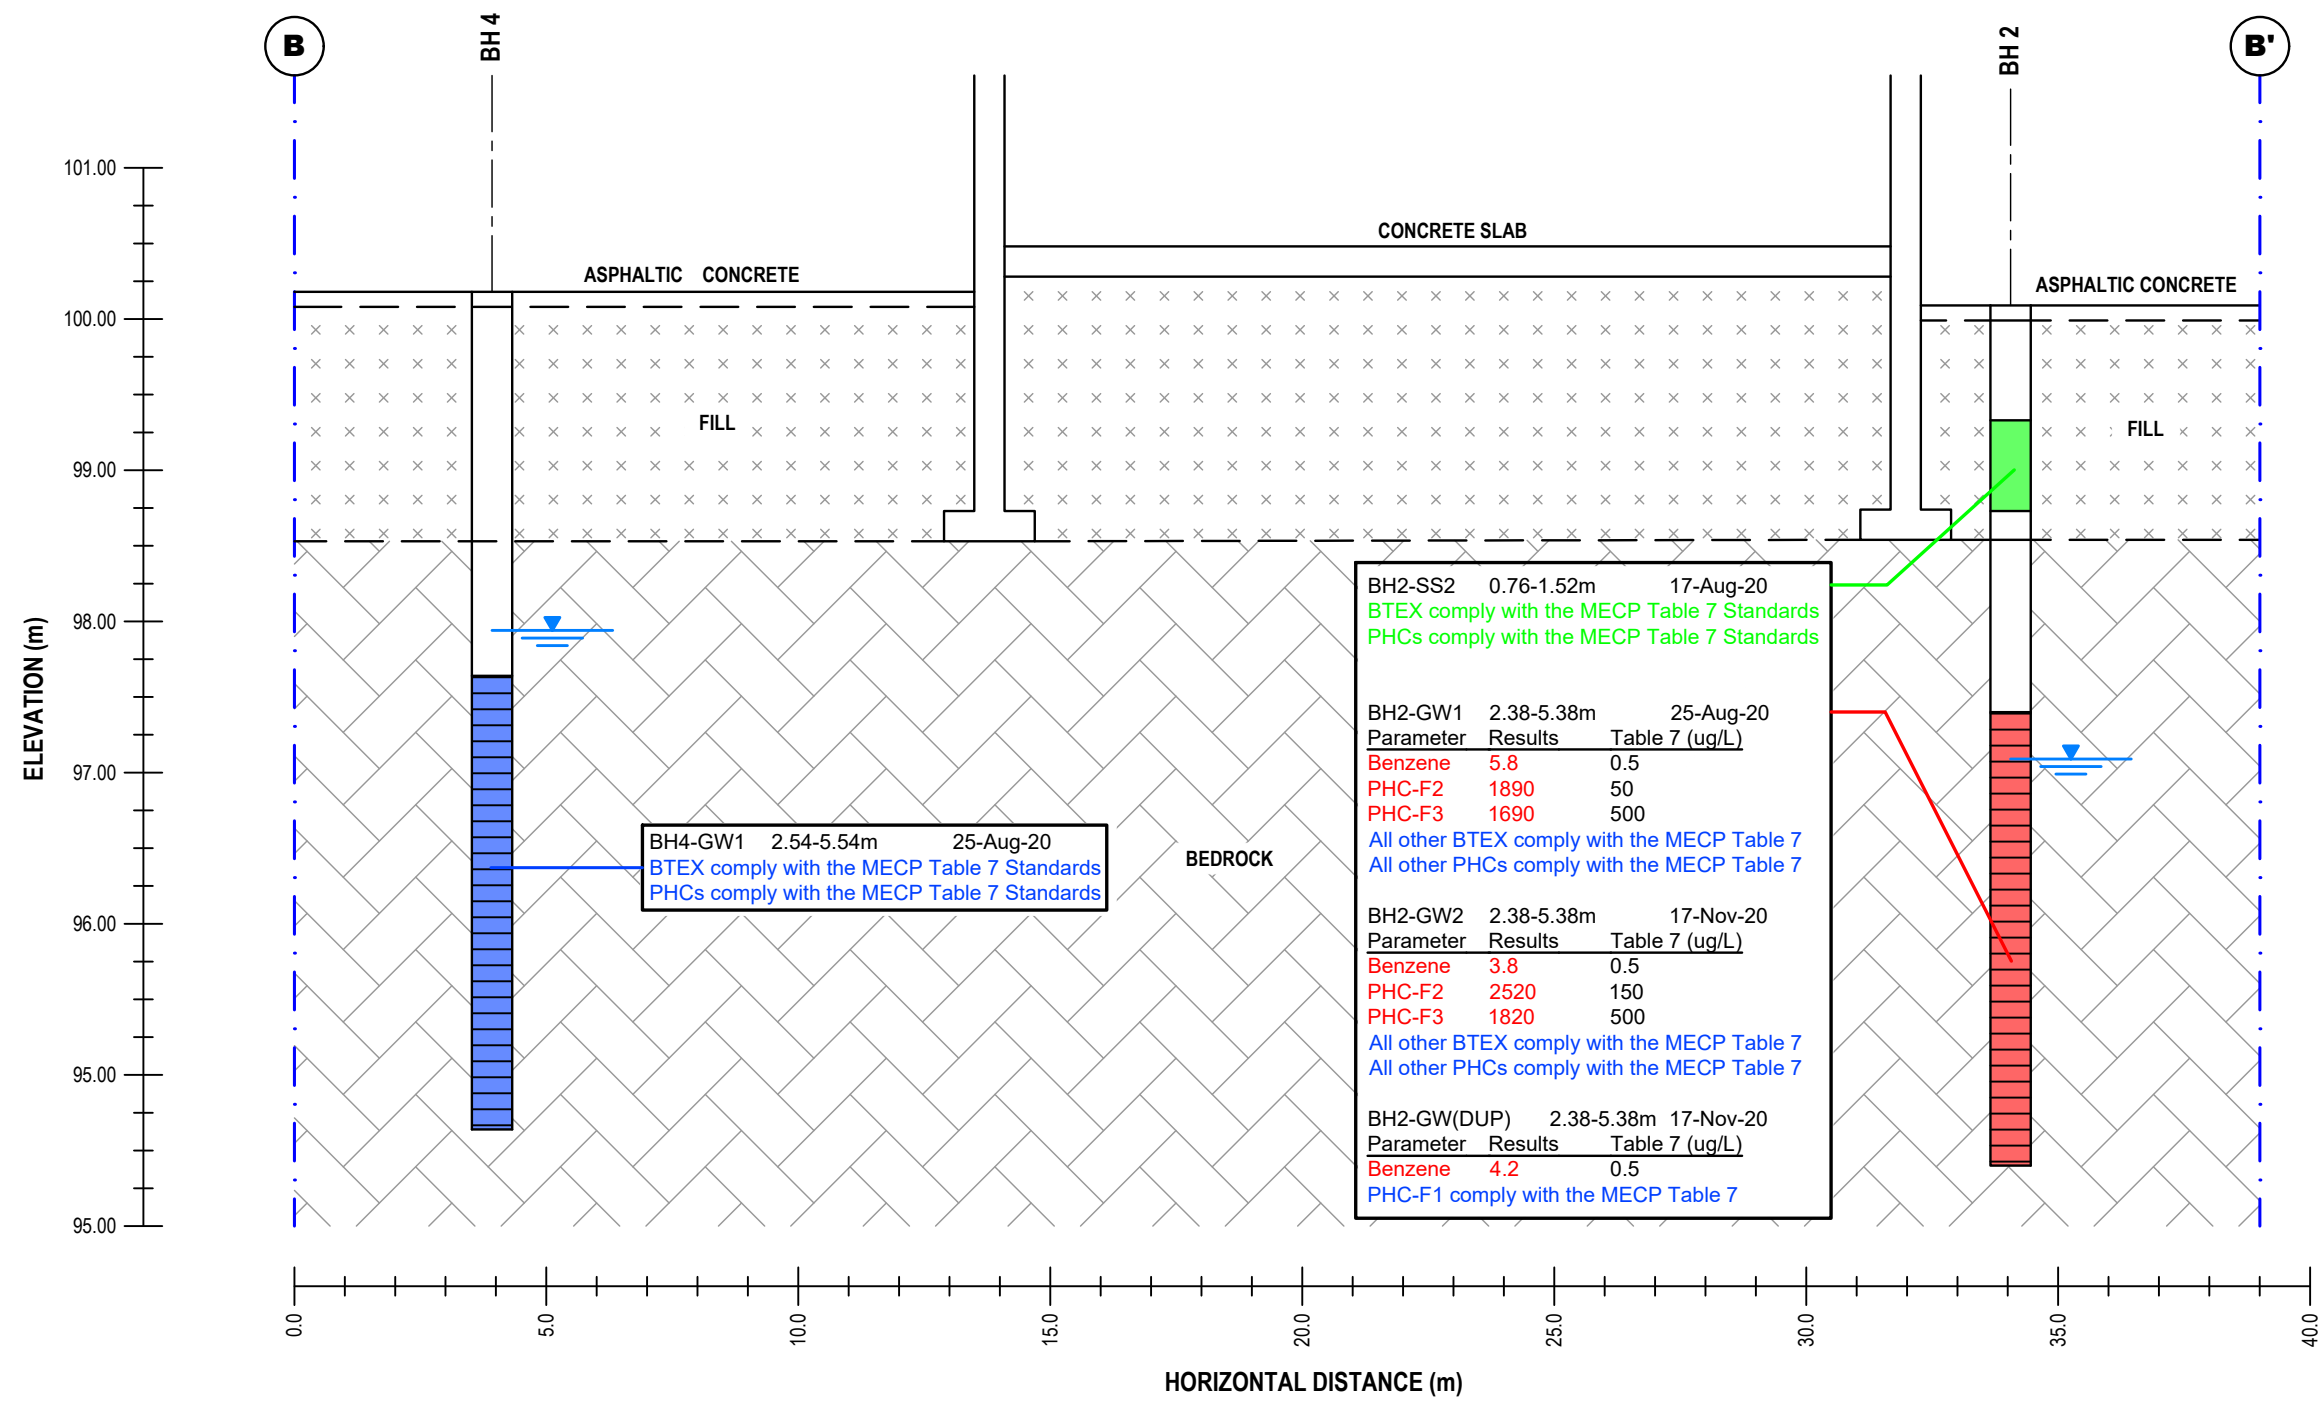 B
BH 4
BH 2
B'
101.00
100.00
99.00
98.00
97.00
96.00
95.00
95.00
ELEVATION (m)
ASPHALTIC CONCRETE
CONCRETE SLAB
ASPHALTIC CONCRETE
FILL
FILL
BEDROCK
BH4-GW1 2.54-5.54m 25-Aug-20
BTEX comply with the MECP Table 7 Standards
PHCs comply with the MECP Table 7 Standards
BH2-SS2 0.76-1.52m 17-Aug-20
BTEX comply with the MECP Table 7 Standards
PHCs comply with the MECP Table 7 Standards
BH2-GW1 2.38-5.38m 25-Aug-20
Parameter Results Table 7 (ug/L)
Benzene 5.8 0.5
PHC-F2 1890 50
PHC-F3 1690 500
All other BTEX comply with the MECP Table 7
All other PHCs comply with the MECP Table 7
BH2-GW2 2.38-5.38m 17-Nov-20
Parameter Results Table 7 (ug/L)
Benzene 3.8 0.5
PHC-F2 2520 150
PHC-F3 1820 500
All other BTEX comply with the MECP Table 7
All other PHCs comply with the MECP Table 7
BH2-GW(DUP) 2.38-5.38m 17-Nov-20
Parameter Results Table 7 (ug/L)
Benzene 4.2 0.5
PHC-F1 comply with the MECP Table 7
0.0
5.0
10.0
15.0
20.0
25.0
30.0
35.0
40.0
HORIZONTAL DISTANCE (m)